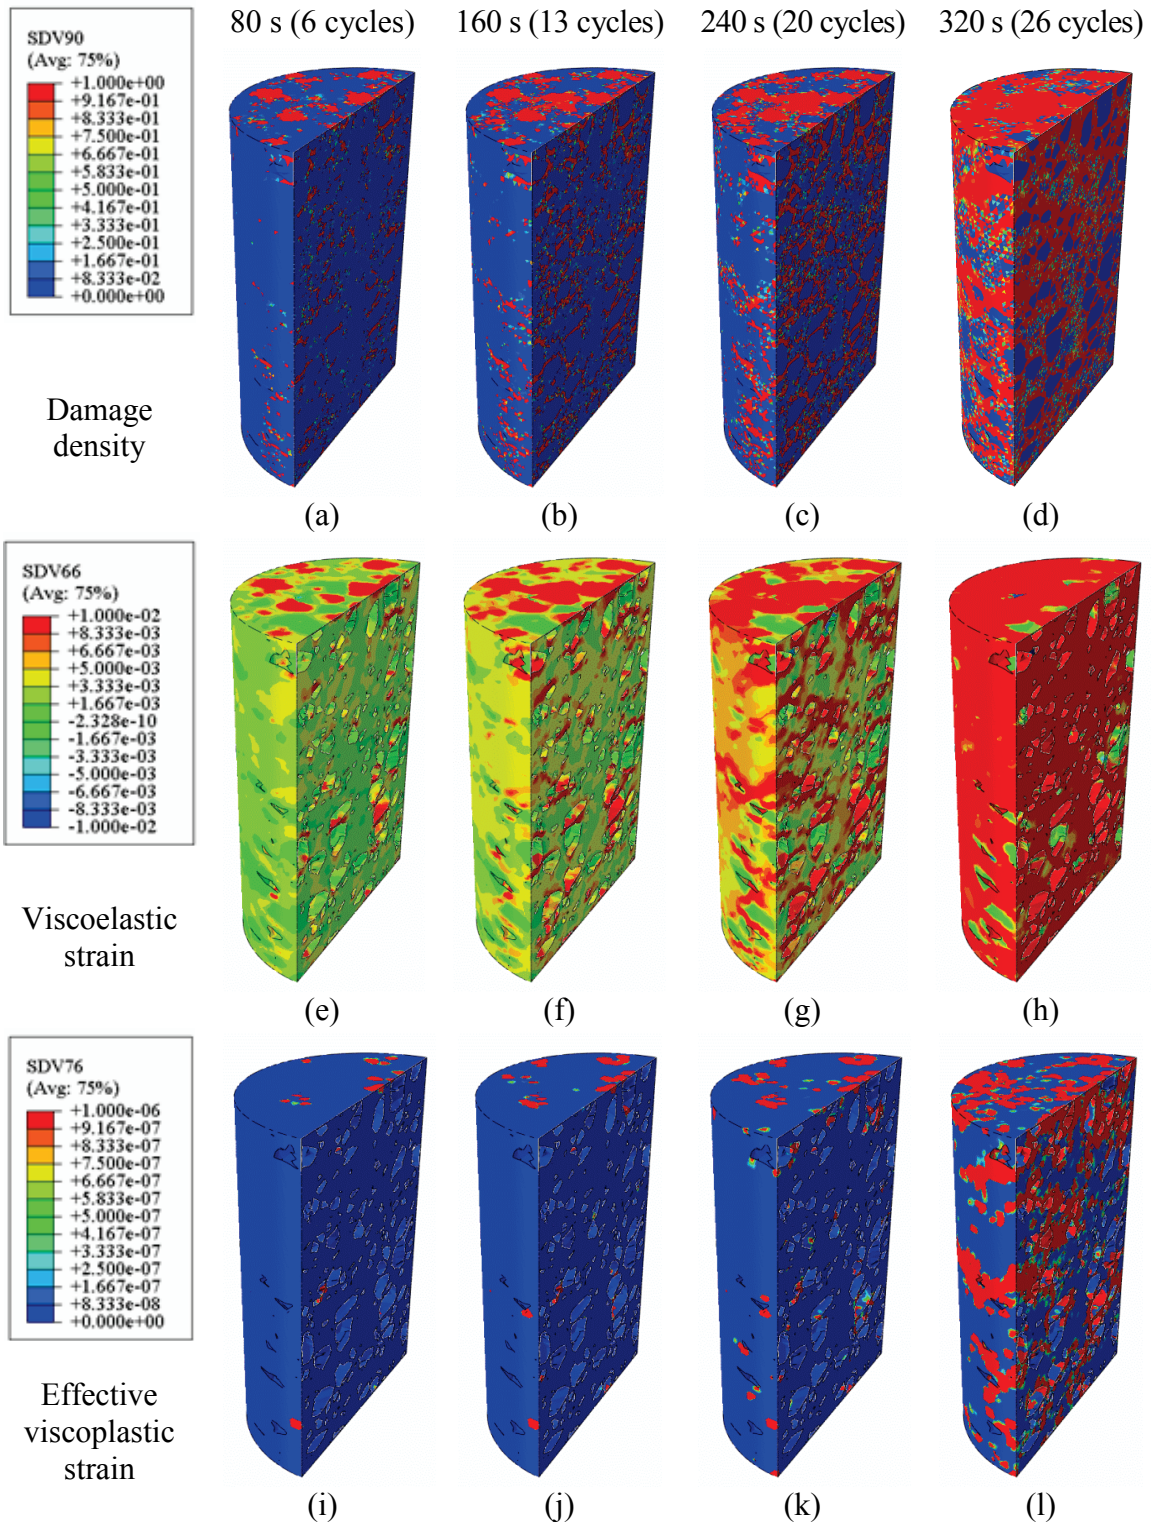 80 s (6 cycles) 160 s (13 cycles) 240 s (20 cycles) 320 s (26 cycles)
SDV90
(Avg: 75%)
+1.000e+00
+9.167e-01
+8.333e-01
+7.500e-01
+6.667e-01
+5.833e-01
+5.000e-01
+4.167e-01
+3.333e-01
+2.500e-01
+1.667e-01
+8.333e-02
+0.000e+00
Damage
density
(a) (b) (c) (d)
SDV66
(Avg: 75%)
+1.000e-02
+8.333e-03
+6.667e-03
+5.000e-03
+3.333e-03
+1.667e-03
-2.328e-10
-1.667e-03
-3.333e-03
-5.000e-03
-6.667e-03
-8.333e-03
-1.000e-02
Viscoelastic
strain
(e) (f) (g) (h)
SDV76
(Avg: 75%)
+1.000e-06
+9.167e-07
+8.333e-07
+7.500e-07
+6.667e-07
+5.833e-07
+5.000e-07
+4.167e-07
+3.333e-07
+2.500e-07
+1.667e-07
+8.333e-08
+0.000e+00
Effective
viscoplastic
strain
(i) (j) (k) (l)